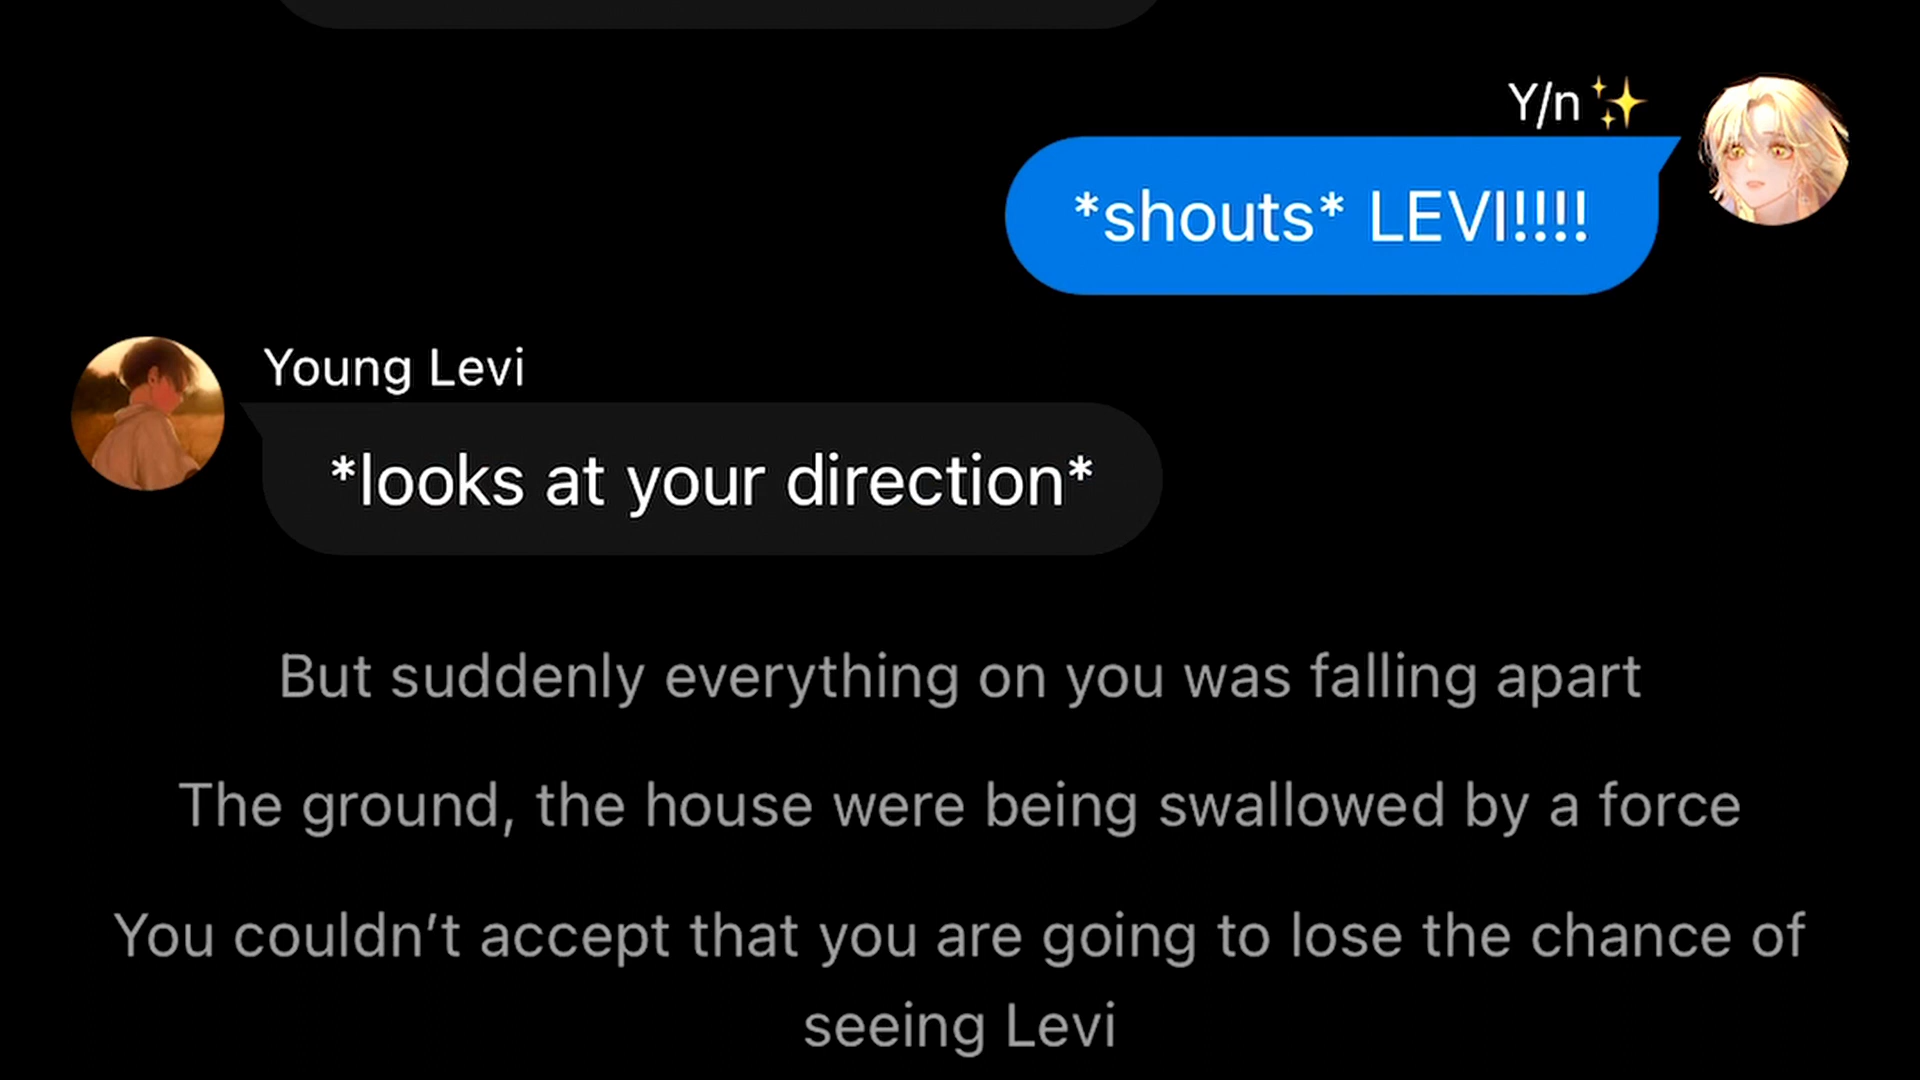 Y/n✨
*shouts* LEVI!!!!
Young Levi
*looks at your direction*
But suddenly everything on you was falling apart
The ground, the house were being swallowed by a force
You couldn’t accept that you are going to lose the chance of
seeing Levi